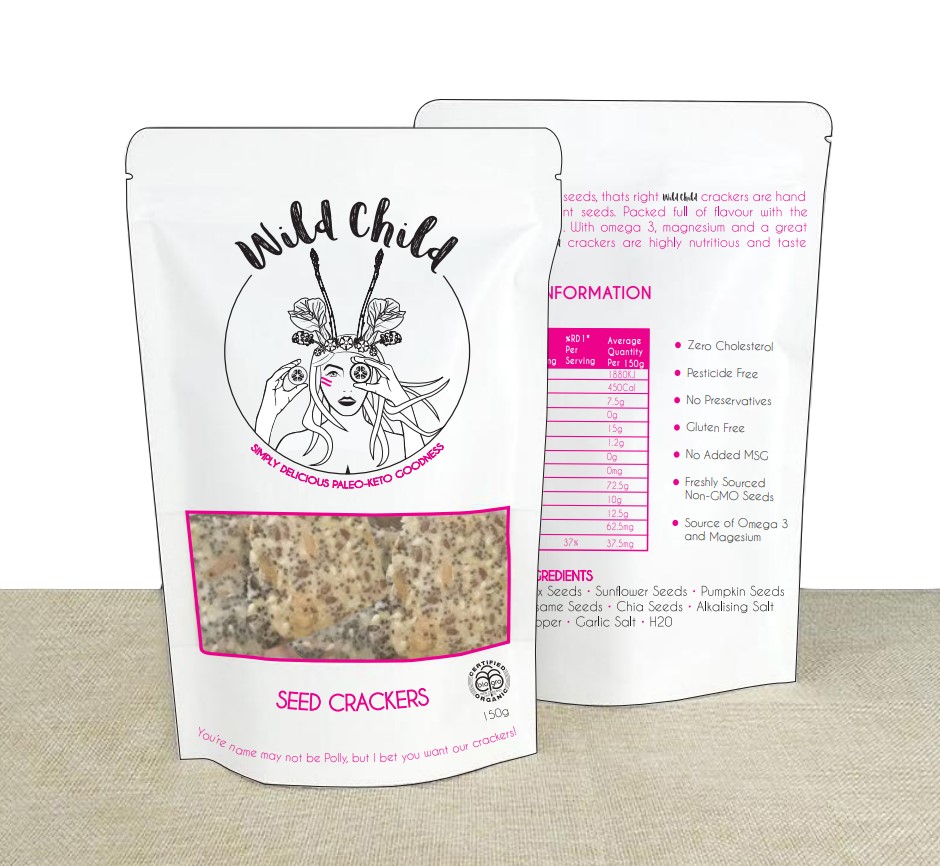 Wild Child
SIMPLY DELICIOUS PALEO-KETO GOODNESS
SEED CRACKERS
CERTIFIED
bio gro
ORGANIC
150g
You're name may not be Polly, but I bet you want our crackers!
seeds, thats right Wild Child crackers are hand
nt seeds. Packed full of flavour with the
. With omega 3, magnesium and a great
crackers are highly nutritious and taste
NFORMATION
%RDI*
Per
Serving
Average
Quantity
Per 150g
1880KJ
450Cal
7.5g
0g
15g
1.2g
0g
0mg
72.5g
10g
12.5g
62.5mg
37% 37.5mg
• Zero Cholesterol
• Pesticide Free
• No Preservatives
• Gluten Free
• No Added MSG
• Freshly Sourced
Non-GMO Seeds
• Source of Omega 3
and Magesium
GREDIENTS
x Seeds • Sunflower Seeds • Pumpkin Seeds
same Seeds • Chia Seeds • Alkalising Salt
pper • Garlic Salt • H20